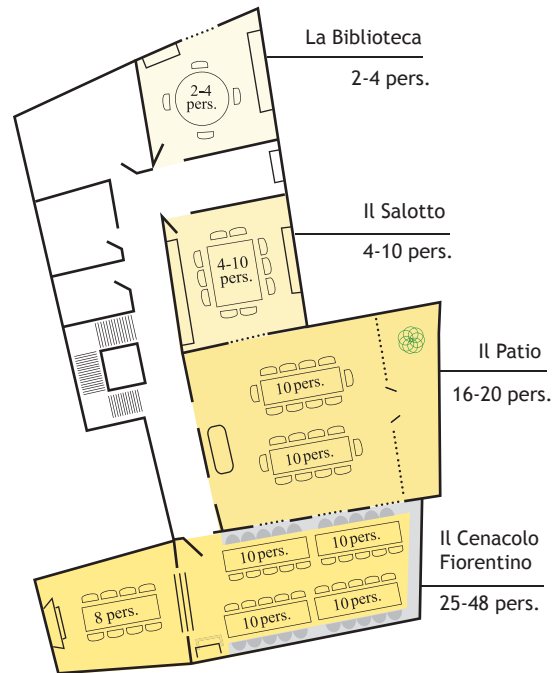 La Biblioteca
2-4 pers.
2-4
pers.
Il Salotto
4-10 pers.
4-10
pers.
Il Patio
16-20 pers.
10 pers.
10 pers.
Il Cenacolo
Fiorentino
25-48 pers.
10 pers.
10 pers.
8 pers.
10 pers.
10 pers.